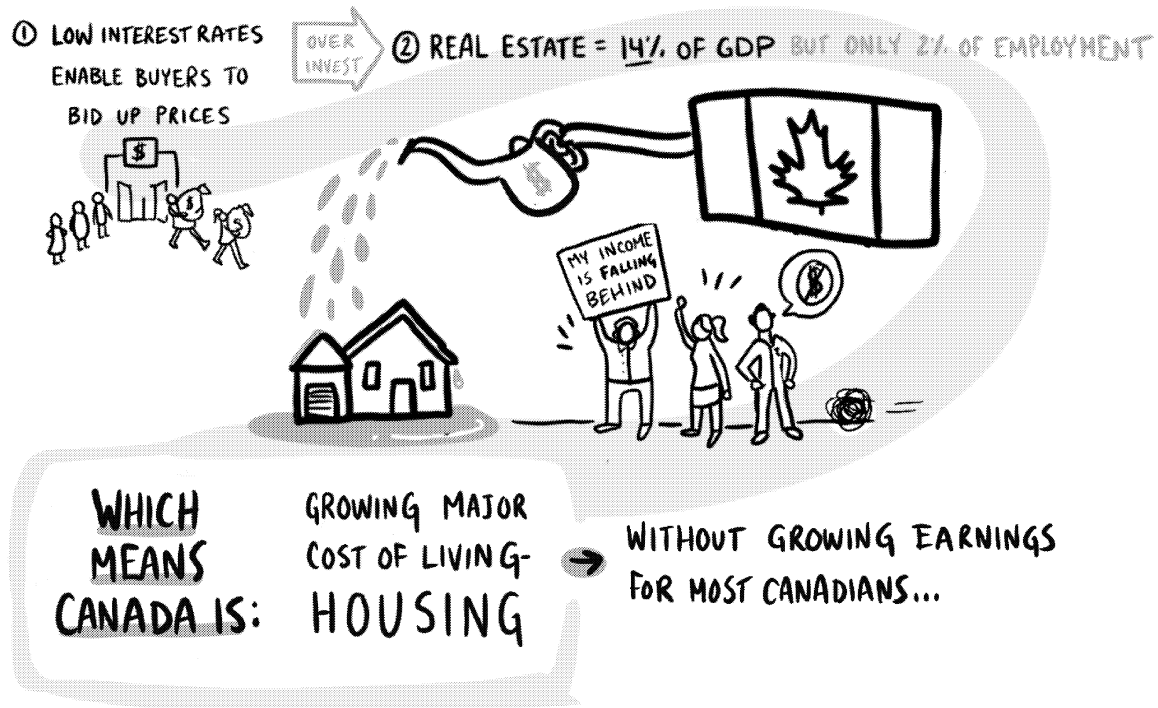 ① LOW INTEREST RATES
ENABLE BUYERS TO
BID UP PRICES
OVER
INVEST
② REAL ESTATE = 14% OF GDP BUT ONLY 2% OF EMPLOYMENT
$
$
$
$
MY INCOME
IS FALLING
BEHIND
$
WHICH
MEANS
CANADA IS:
GROWING MAJOR
COST OF LIVING-
HOUSING
→ WITHOUT GROWING EARNINGS
FOR MOST CANADIANS...